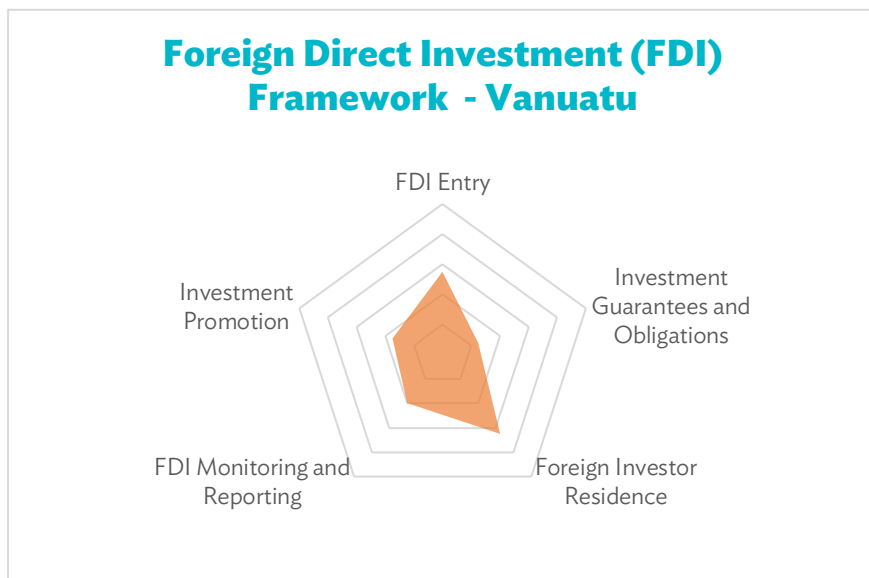 Foreign Direct Investment (FDI)
Framework - Vanuatu
FDI Entry
Investment
Guarantees and
Obligations
Foreign Investor
Residence
FDI Monitoring and
Reporting
Investment
Promotion